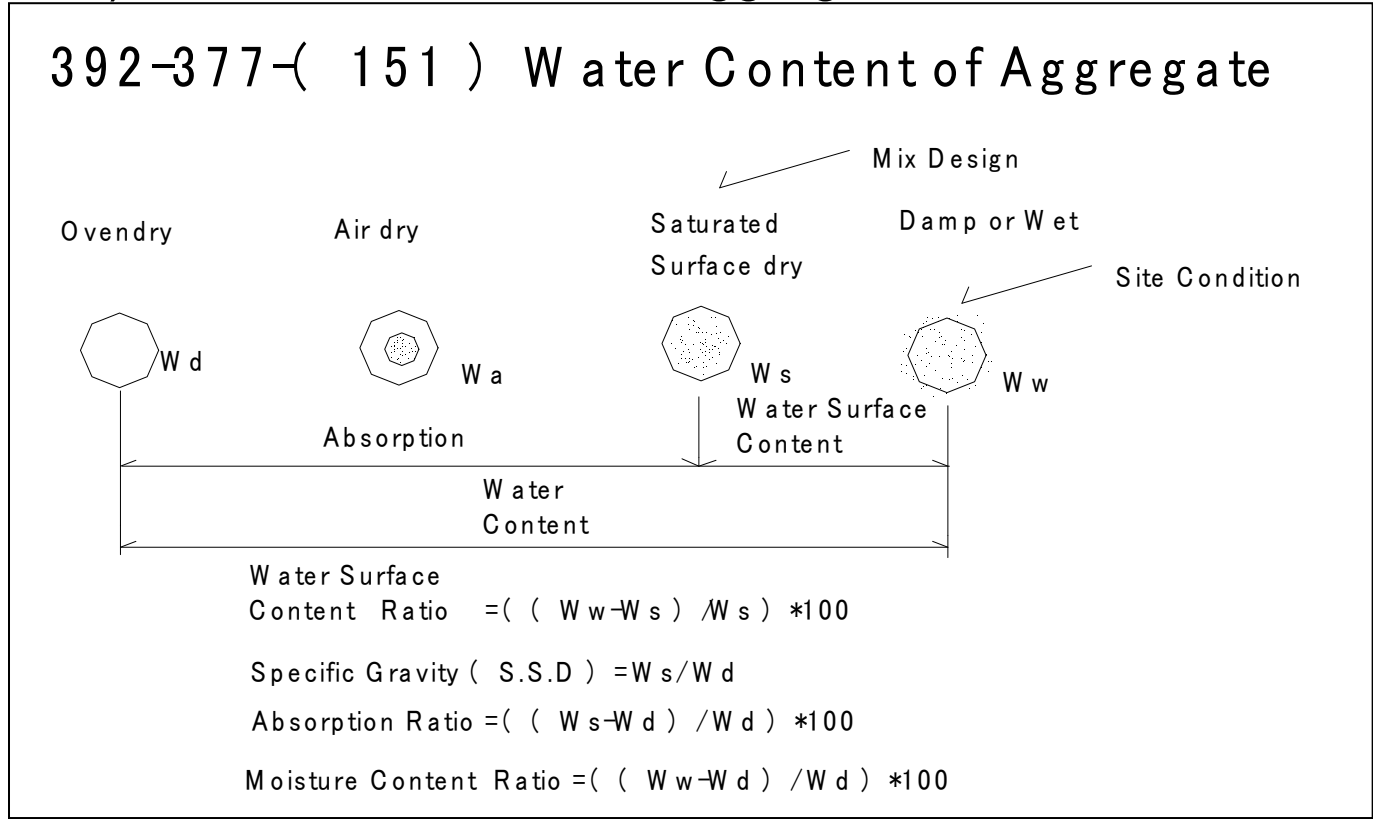 392-377-( 151 ) Water Content of Aggregate
Mix Design
Ovendry
Air dry
Saturated
Surface dry
Damp or Wet
Site Condition
Wd
Wa
Ws
Ww
Water Surface
Content
Absorption
Water
Content
Water Surface
Content Ratio =( ( Ww-Ws ) /Ws ) *100
Specific Gravity ( S.S.D ) =Ws/Wd
Absorption Ratio =( ( Ws-Wd ) /Wd ) *100
Moisture Content Ratio =( ( Ww-Wd ) /Wd ) *100